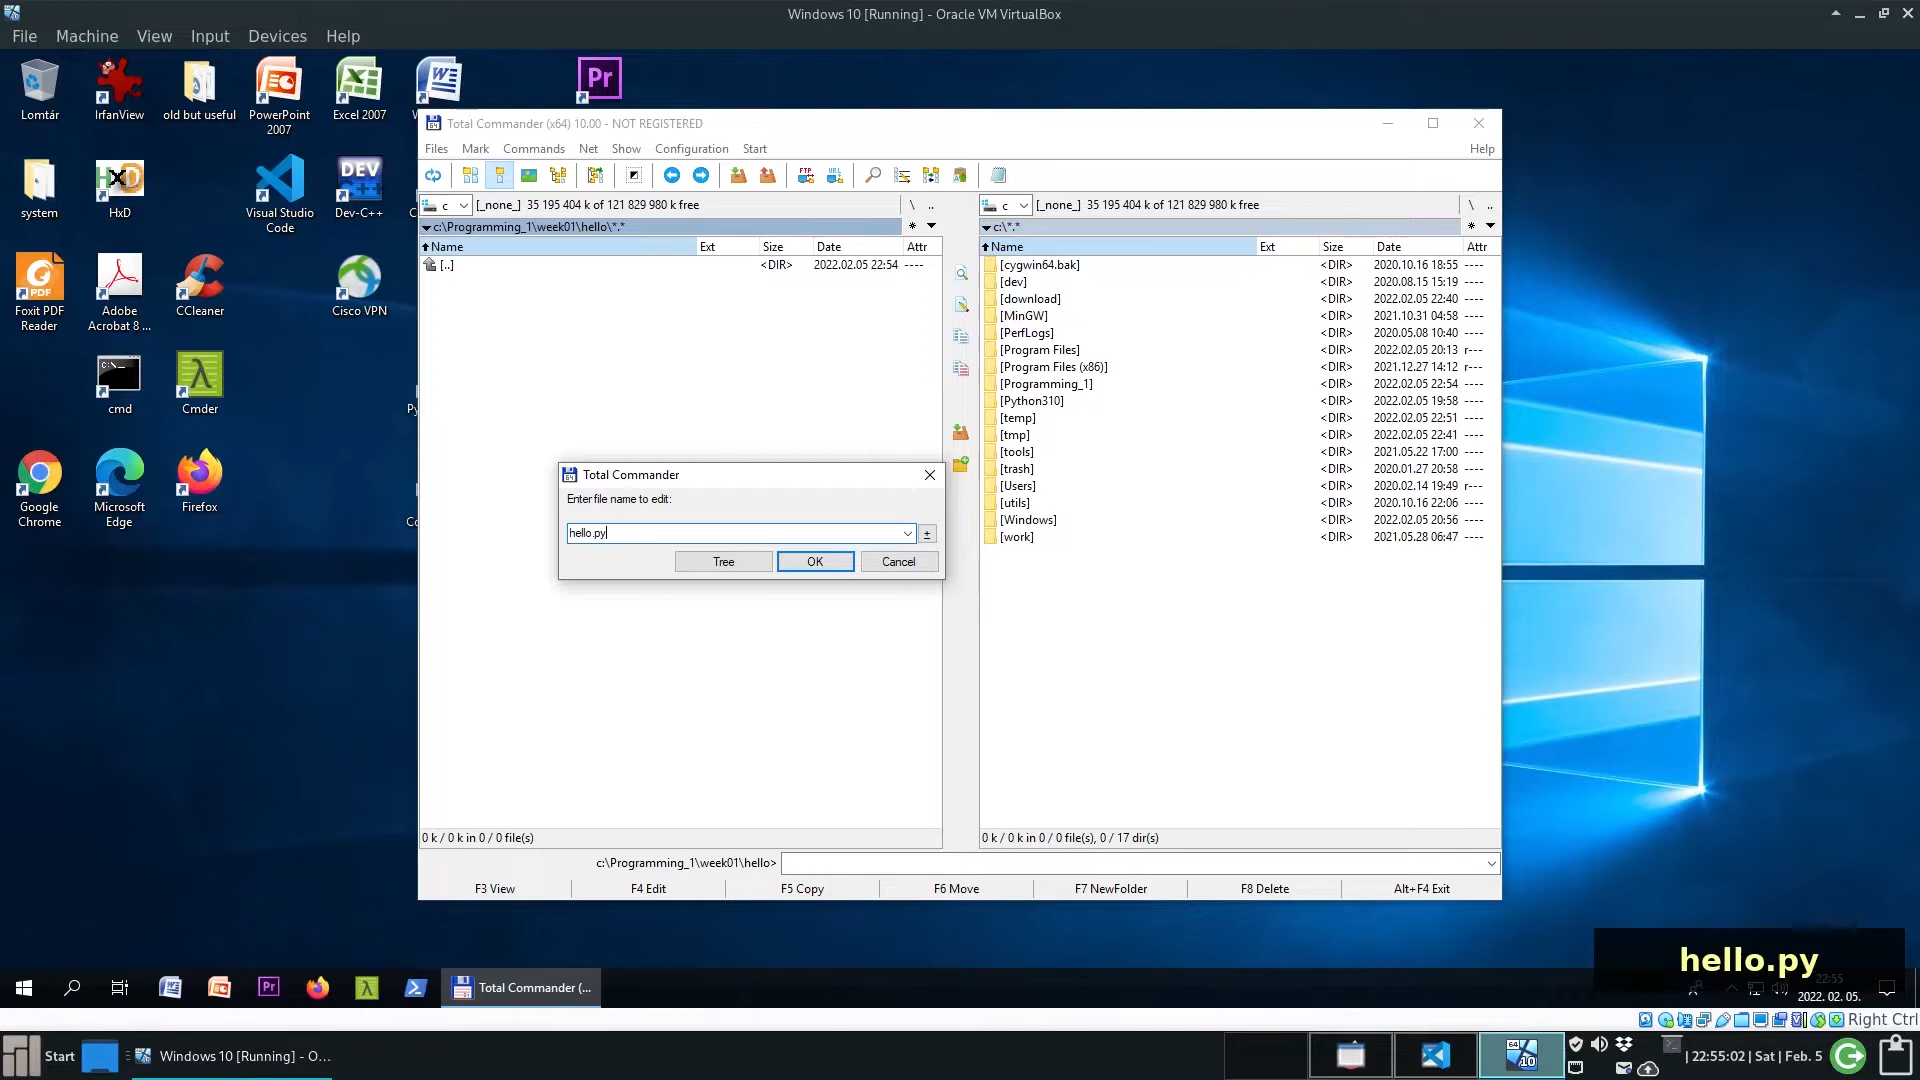 Windows 10 [Running] - Oracle VM VirtualBox
File Machine View Input Devices Help
Lomtár
IrfanView
old but useful
PowerPoint 2007
Excel 2007
Pr
system
HxD
Visual Studio Code
DEV
Dev-C++
Foxit PDF Reader
Adobe Acrobat 8 ...
CCleaner
Cisco VPN
cmd
Cmder
Google Chrome
Microsoft Edge
Firefox
Total Commander (x64) 10.00 - NOT REGISTERED
Files Mark Commands Net Show Configuration Start Help
c [_none_] 35 195 404 k of 121 829 980 k free \ ..
c:\Programming_1\week01\hello\*.* * 
Name Ext Size Date Attr
[..] <DIR> 2022.02.05 22:54 ----
0 k / 0 k in 0 / 0 file(s)
c [_none_] 35 195 404 k of 121 829 980 k free \ ..
c:\*.* *
Name Ext Size Date Attr
[cygwin64.bak] <DIR> 2020.10.16 18:55 ----
[dev] <DIR> 2020.08.15 15:19 ----
[download] <DIR> 2022.02.05 22:40 ----
[MinGW] <DIR> 2021.10.31 04:58 ----
[PerfLogs] <DIR> 2020.05.08 10:40 ----
[Program Files] <DIR> 2022.02.05 20:13 r---
[Program Files (x86)] <DIR> 2021.12.27 14:12 r---
[Programming_1] <DIR> 2022.02.05 22:54 ----
[Python310] <DIR> 2022.02.05 19:58 ----
[temp] <DIR> 2022.02.05 22:51 ----
[tmp] <DIR> 2022.02.05 22:41 ----
[tools] <DIR> 2021.05.22 17:00 ----
[trash] <DIR> 2020.01.27 20:58 ----
[Users] <DIR> 2020.02.14 19:49 r---
[utils] <DIR> 2020.10.16 22:06 ----
[Windows] <DIR> 2022.02.05 20:56 ----
[work] <DIR> 2021.05.28 06:47 ----
0 k / 0 k in 0 / 0 file(s), 0 / 17 dir(s)
Total Commander
Enter file name to edit:
hello.py
Tree OK Cancel
c:\Programming_1\week01\hello>
F3 View F4 Edit F5 Copy F6 Move F7 NewFolder F8 Delete Alt+F4 Exit
hello.py
Total Commander (...
22:55
2022. 02. 05.
Right Ctrl
Start
Windows 10 [Running] - O...
| 22:55:02 | Sat | Feb. 5